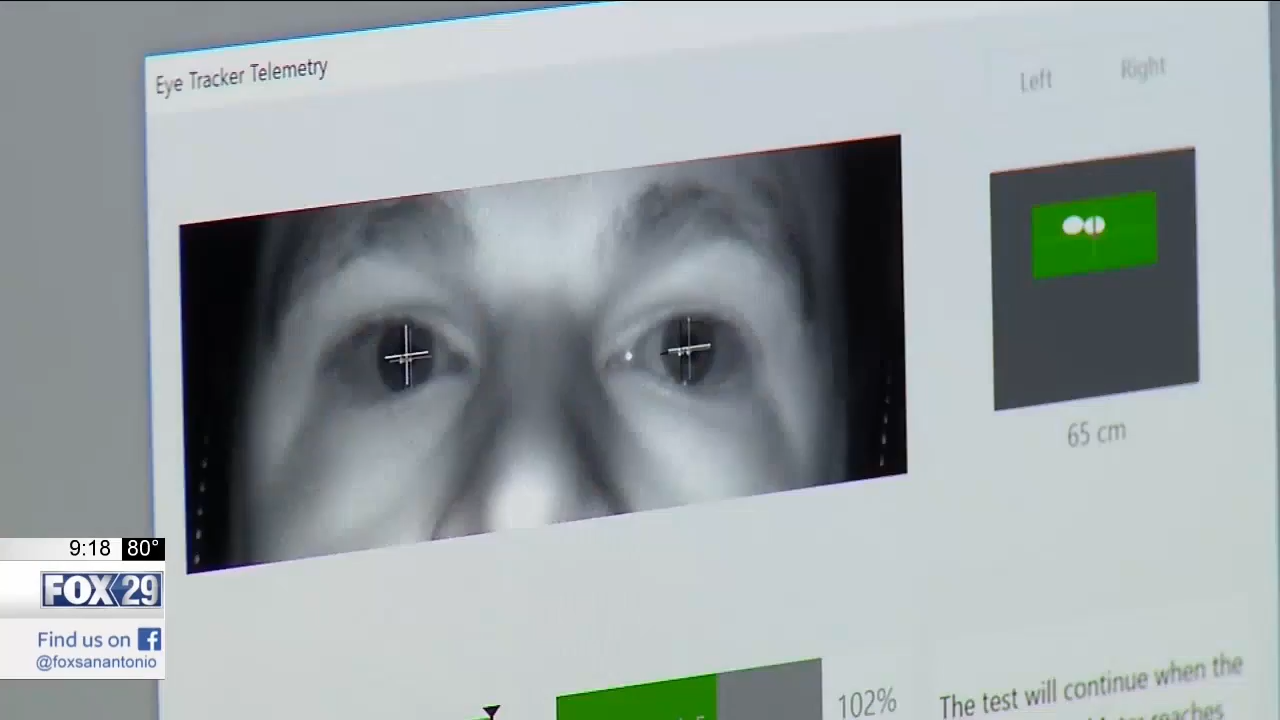 Eye Tracker Telemetry
Left
Right
65 cm
9:18 80°
FOX 29
Find us on f
@foxsanantonio
102%
The test will continue when the
reaches